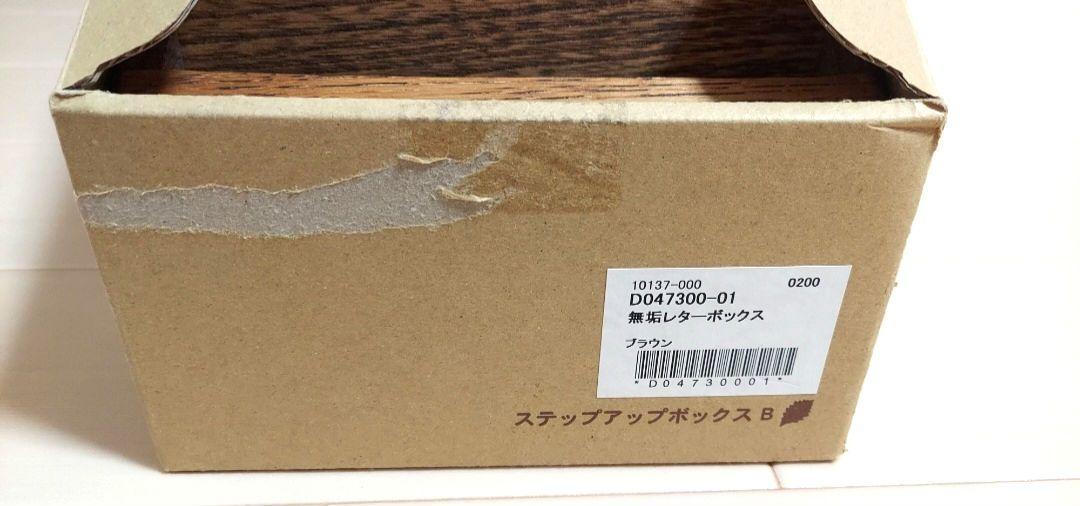 10137-000 0200
D047300-01
無垢レターボックス
ブラウン
*D04730001*
ステップアップボックス B